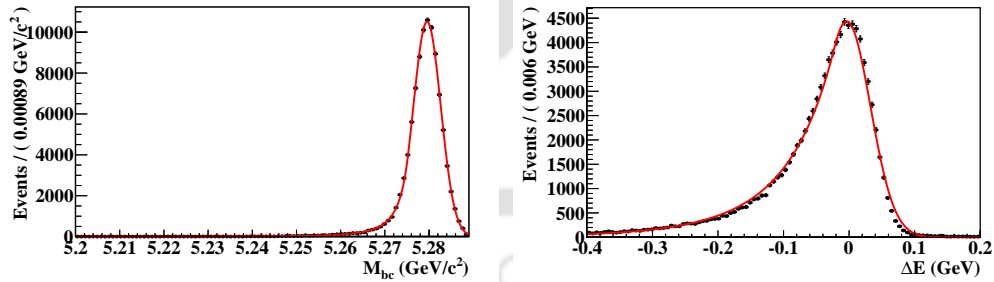 Events / ( 0.00089 GeV/c²)
10000
8000
6000
4000
2000
0
5.2 5.21 5.22 5.23 5.24 5.25 5.26 5.27 5.28
M_bc (GeV/c²)
Events / ( 0.006 GeV)
4500
4000
3500
3000
2500
2000
1500
1000
500
0
-0.4 -0.3 -0.2 -0.1 0 0.1 0.2
ΔE (GeV)